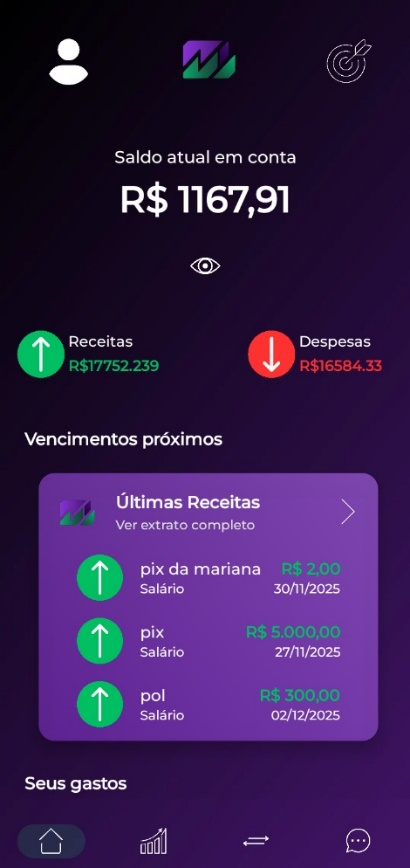 Saldo atual em conta
R$ 1167,91
Receitas
R$17752.239
Despesas
R$16584.33
Vencimentos próximos
Últimas Receitas
Ver extrato completo
pix da mariana R$ 2,00
Salário 30/11/2025
pix R$ 5.000,00
Salário 27/11/2025
pol R$ 300,00
Salário 02/12/2025
Seus gastos